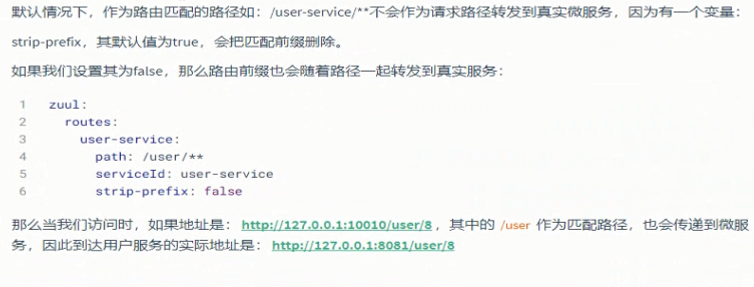 默认情况下，作为路由匹配的路径如：/user-service/**不会作为请求路径转发到真实微服务，因为有一个变量：
strip-prefix，其默认值为true，会把匹配前缀删除。
如果我们设置其为false，那么路由前缀也会随着路径一起转发到真实服务：
1 zuul:
2 routes:
3 user-service:
4 path: /user/**
5 serviceId: user-service
6 strip-prefix: false
那么当我们访问时，如果地址是： http://127.0.0.1:10010/user/8 ，其中的 /user 作为匹配路径，也会传递到微服
务，因此到达用户服务的实际地址是： http://127.0.0.1:8081/user/8